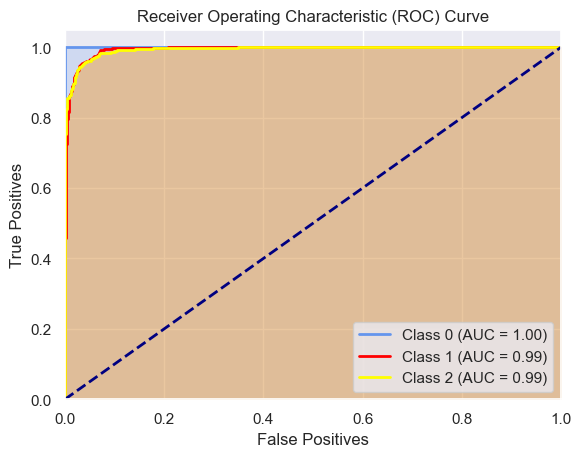 Receiver Operating Characteristic (ROC) Curve
True Positives
1.0
0.8
0.6
0.4
0.2
0.0
Class 0 (AUC = 1.00)
Class 1 (AUC = 0.99)
Class 2 (AUC = 0.99)
0.0 0.2 0.4 0.6 0.8 1.0
False Positives